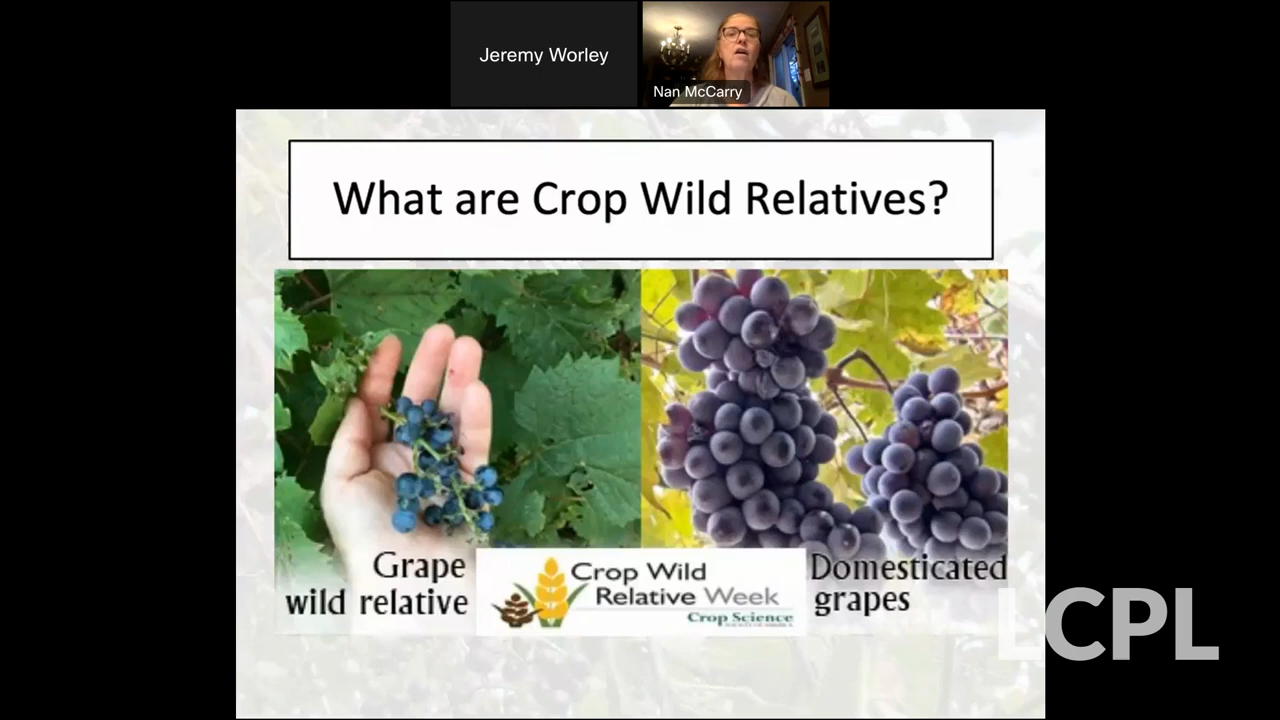 Jeremy Worley
Nan McCarry
What are Crop Wild Relatives?
Grape
wild relative
Crop Wild
Relative Week
Crop Science
Domesticated
grapes
LCPL